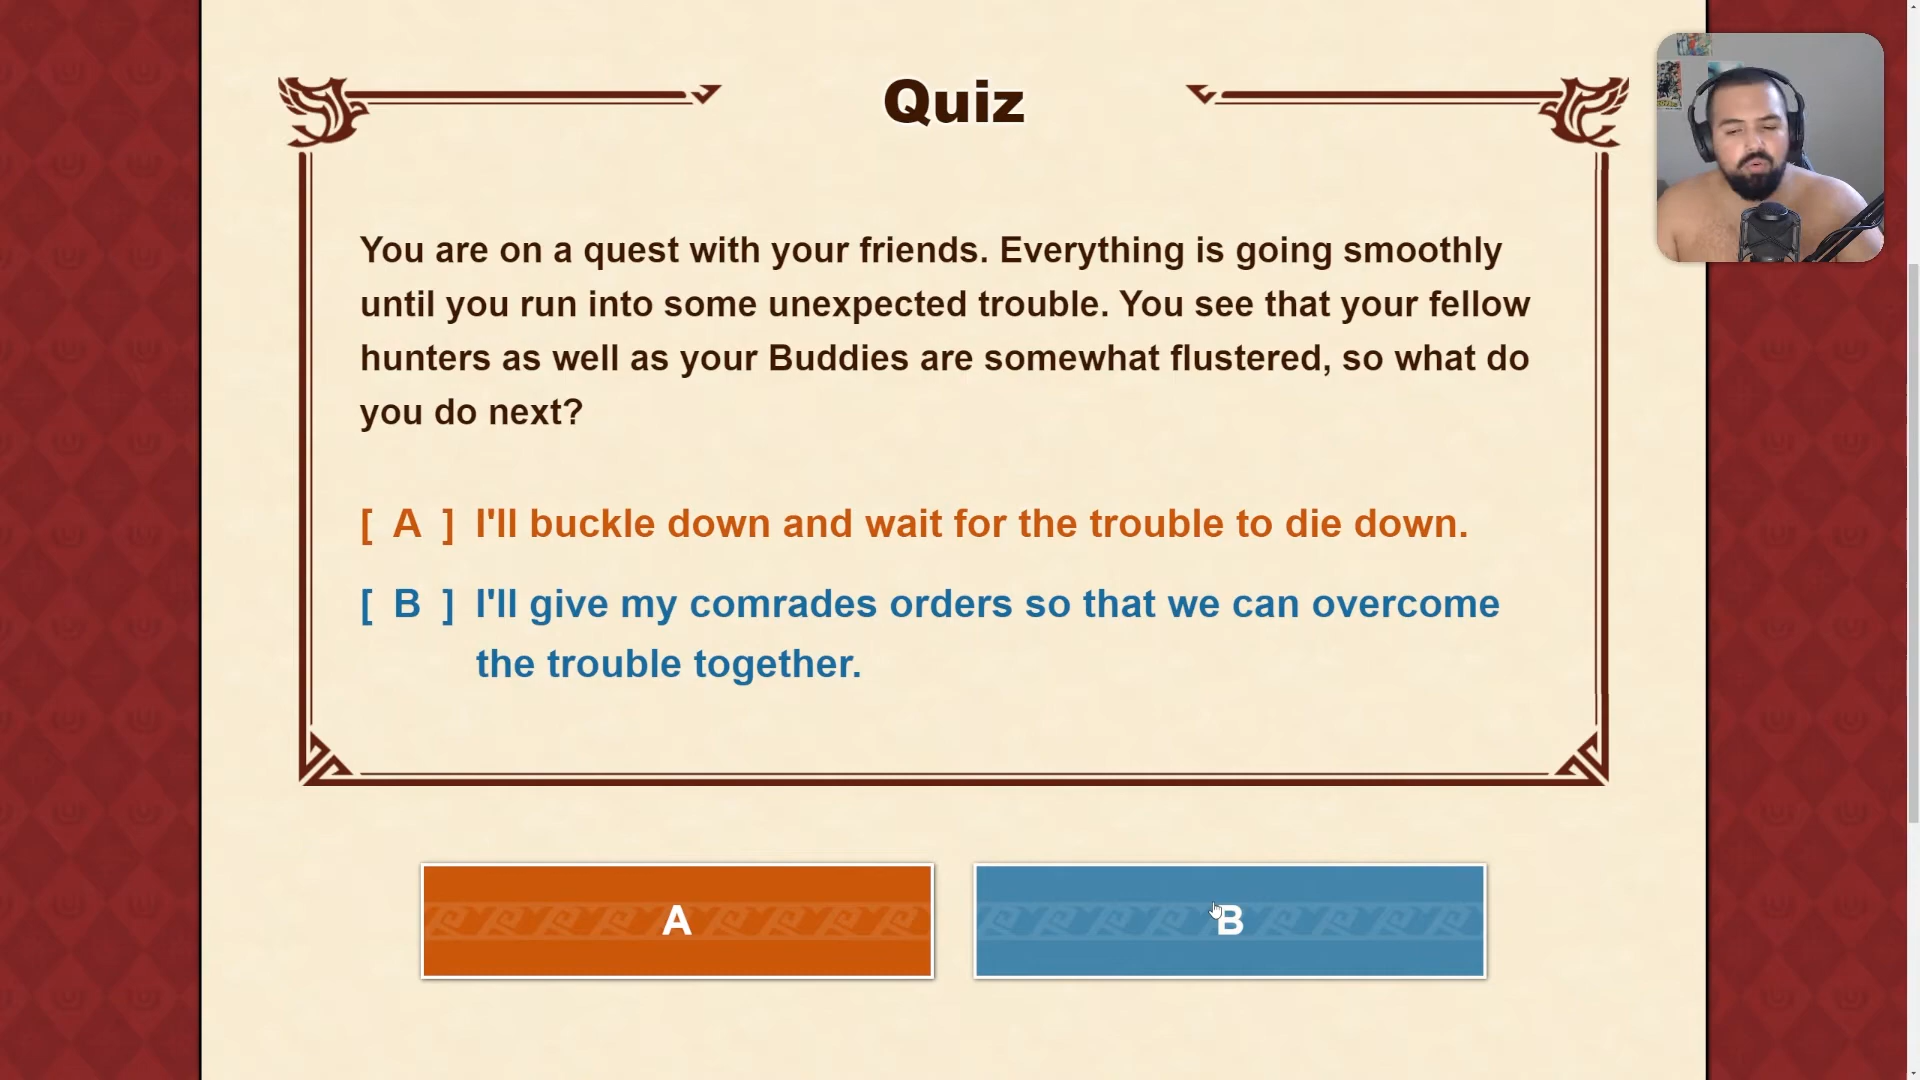 Quiz
You are on a quest with your friends. Everything is going smoothly
until you run into some unexpected trouble. You see that your fellow
hunters as well as your Buddies are somewhat flustered, so what do
you do next?
[ A ] I'll buckle down and wait for the trouble to die down.
[ B ] I'll give my comrades orders so that we can overcome
the trouble together.
A
B